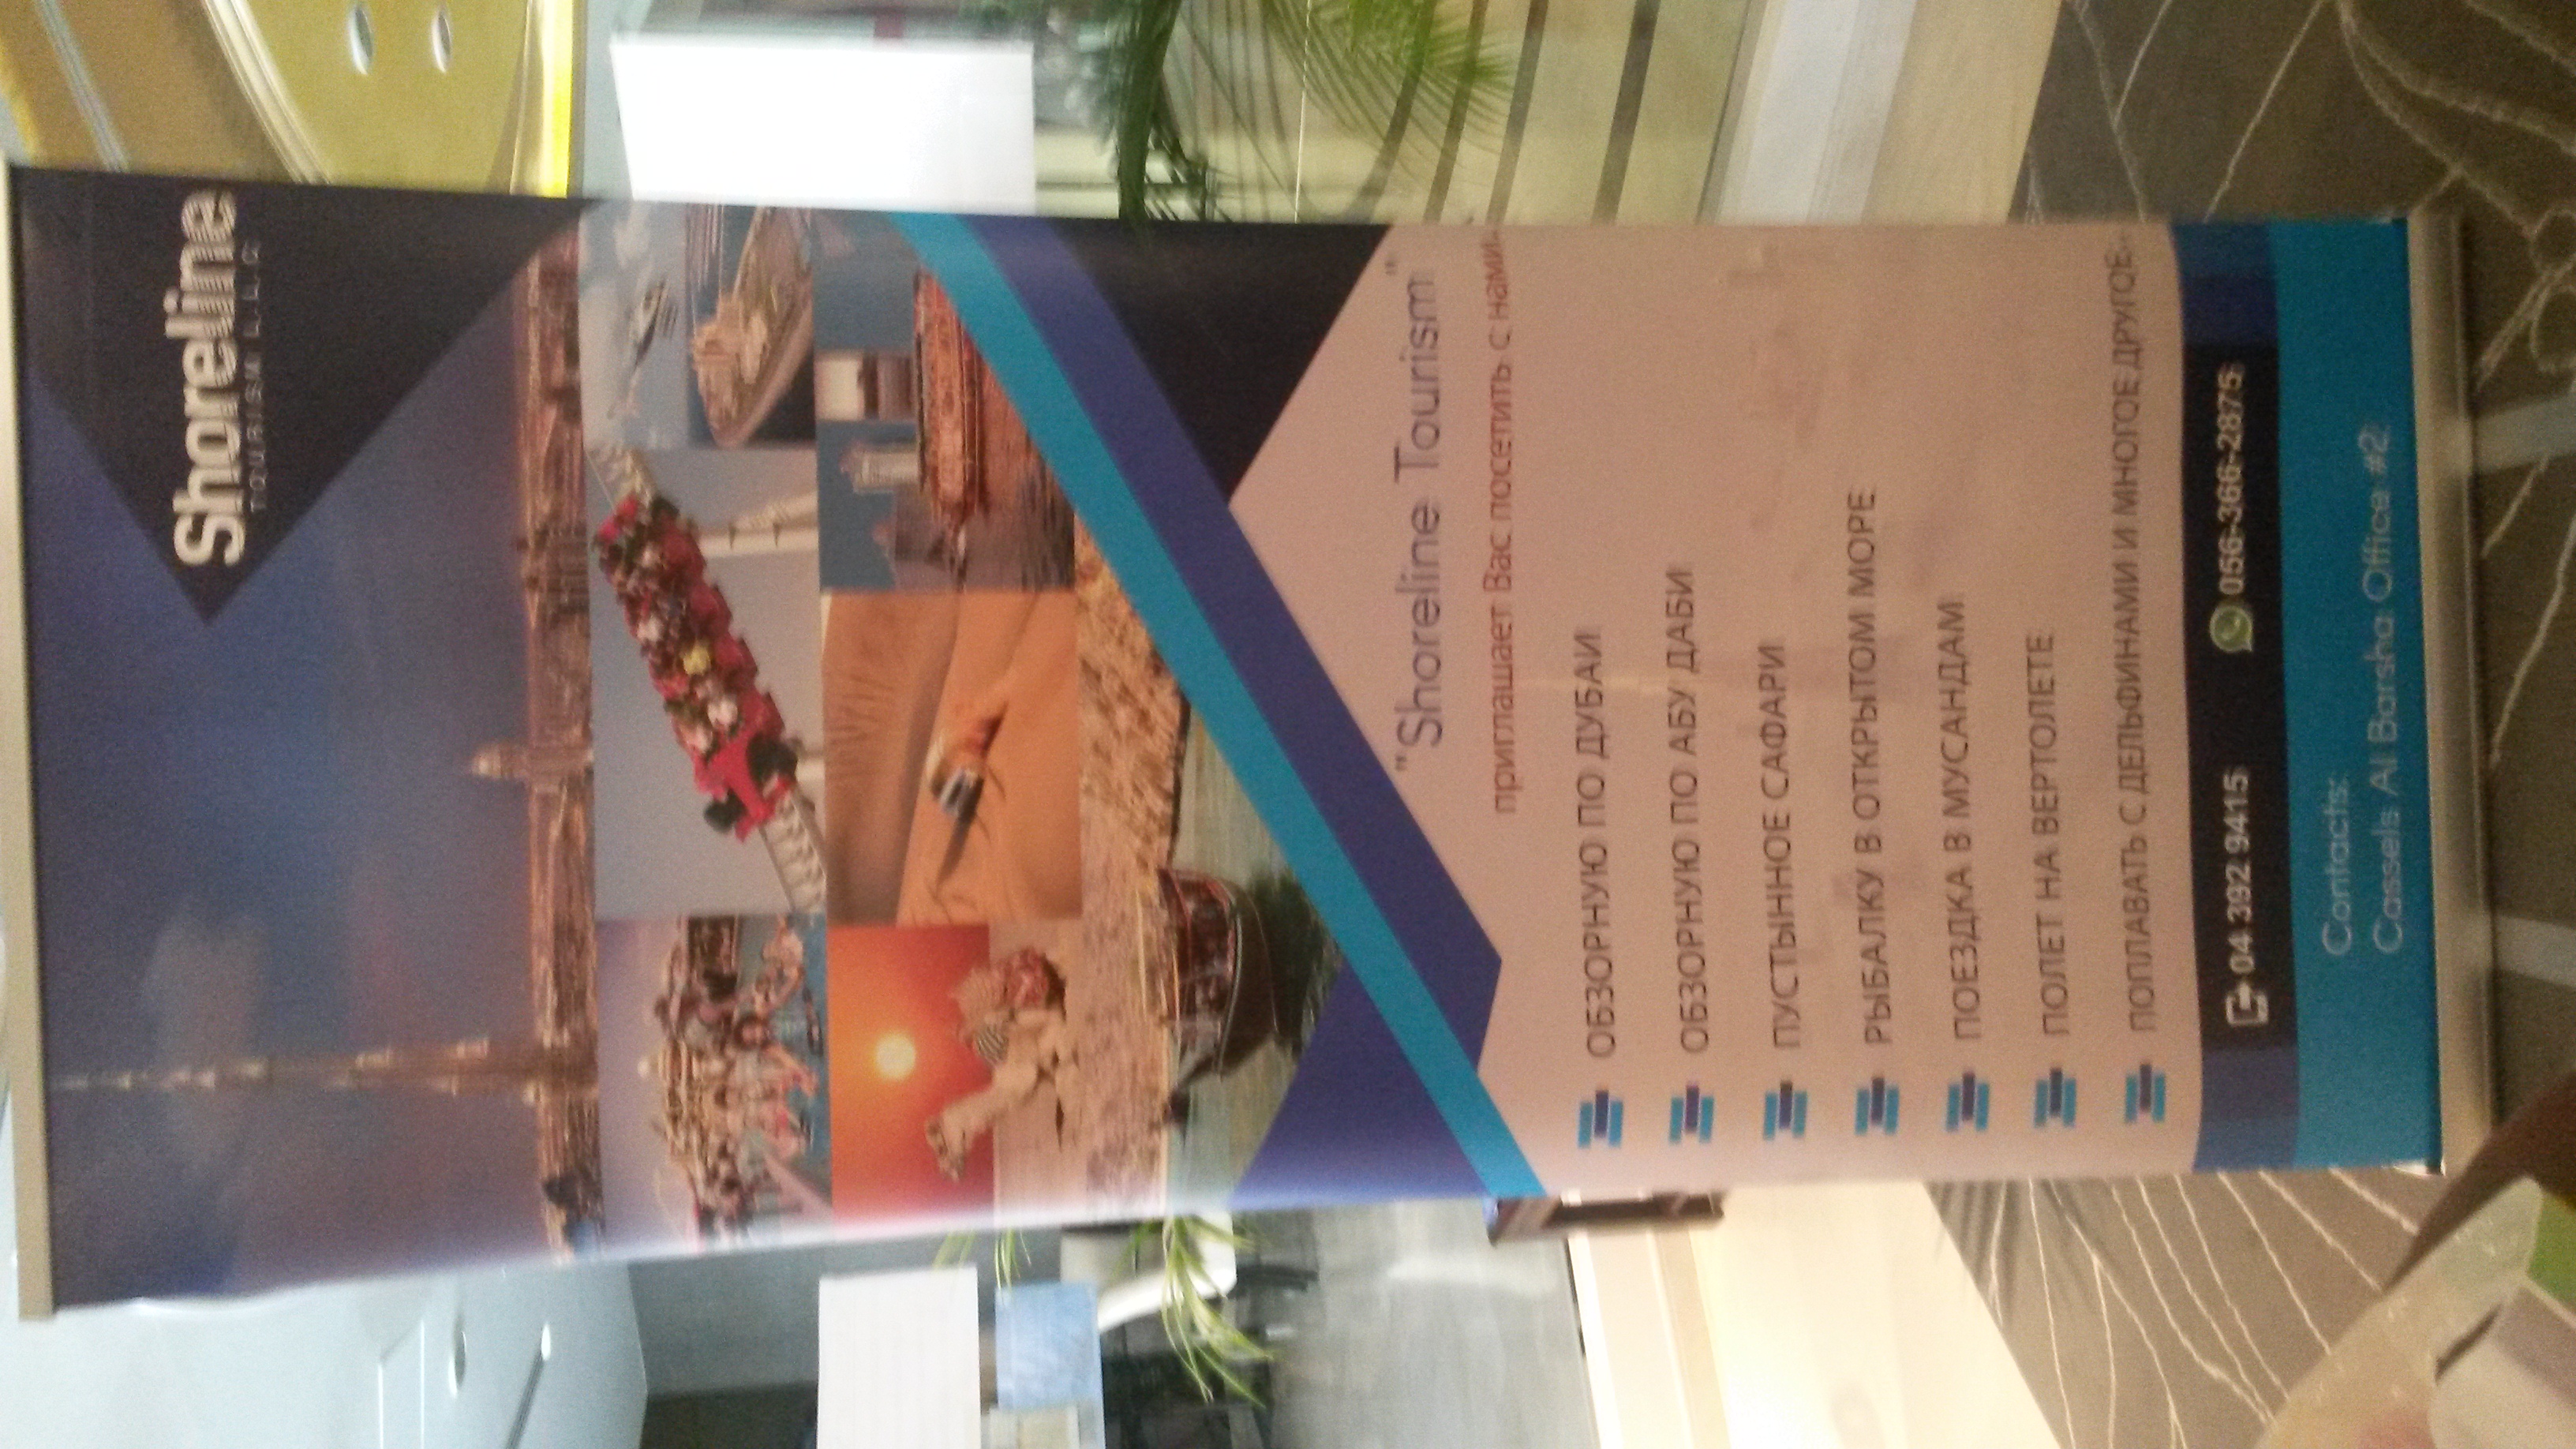 Shoreline
TOURISM L.L.C
"Shoreline Tourism"
приглашает Вас посетить с нами..
ОБЗОРНУЮ ПО ДУБАИ
ОБЗОРНУЮ ПО АБУ ДАБИ
ПУСТЫННОЕ САФАРИ
РЫБАЛКУ В ОТКРЫТОМ МОРЕ
ПОЕЗДКА В МУСАНДАМ
ПОЛЕТ НА ВЕРТОЛЕТЕ
ПОПЛАВАТЬ С ДЕЛЬФИНАМИ И МНОГОЕ ДРУГОЕ..
04 392 9415
056-366-2875
Contacts:
Cassels Al Barsha Office #2